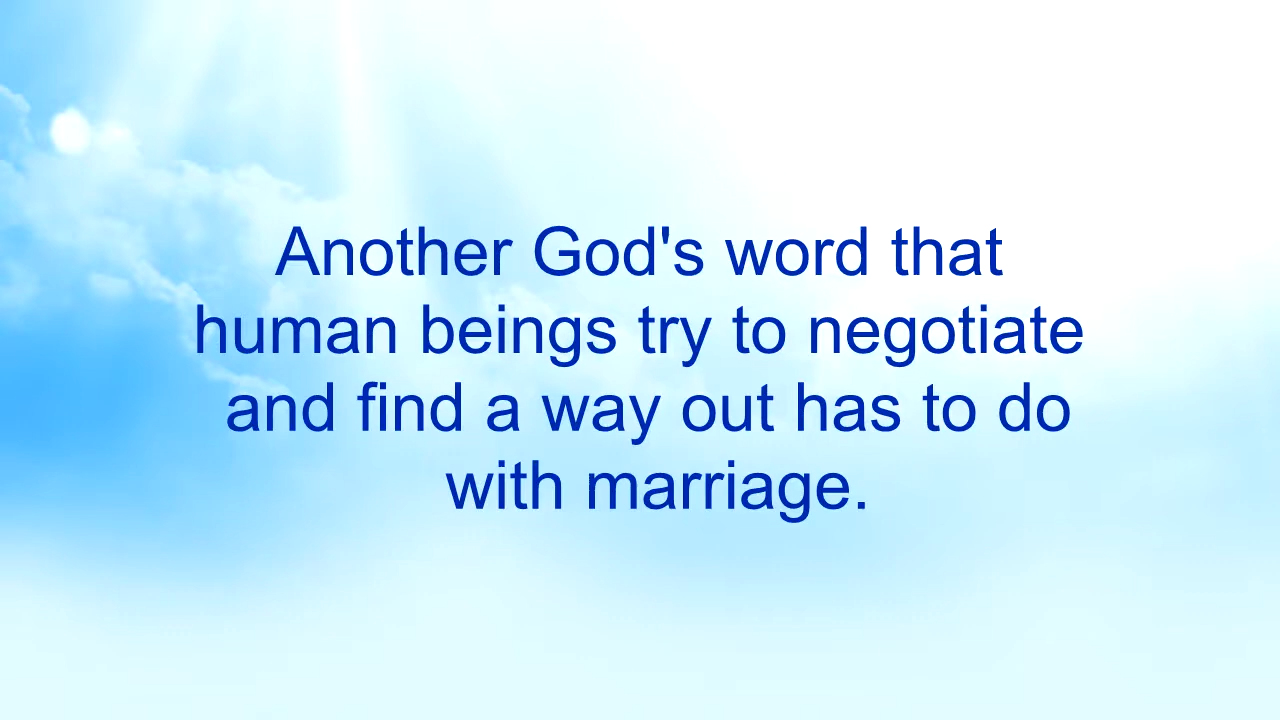 Another God's word that
human beings try to negotiate
and find a way out has to do
with marriage.